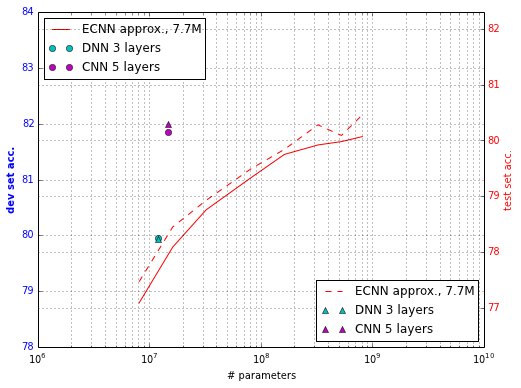 84
83
82
81
80
79
78
dev set acc.
ECNN approx., 7.7M
DNN 3 layers
CNN 5 layers
82
81
80
79
78
77
test set acc.
ECNN approx., 7.7M
DNN 3 layers
CNN 5 layers
10^6
10^7
10^8
10^9
10^10
# parameters